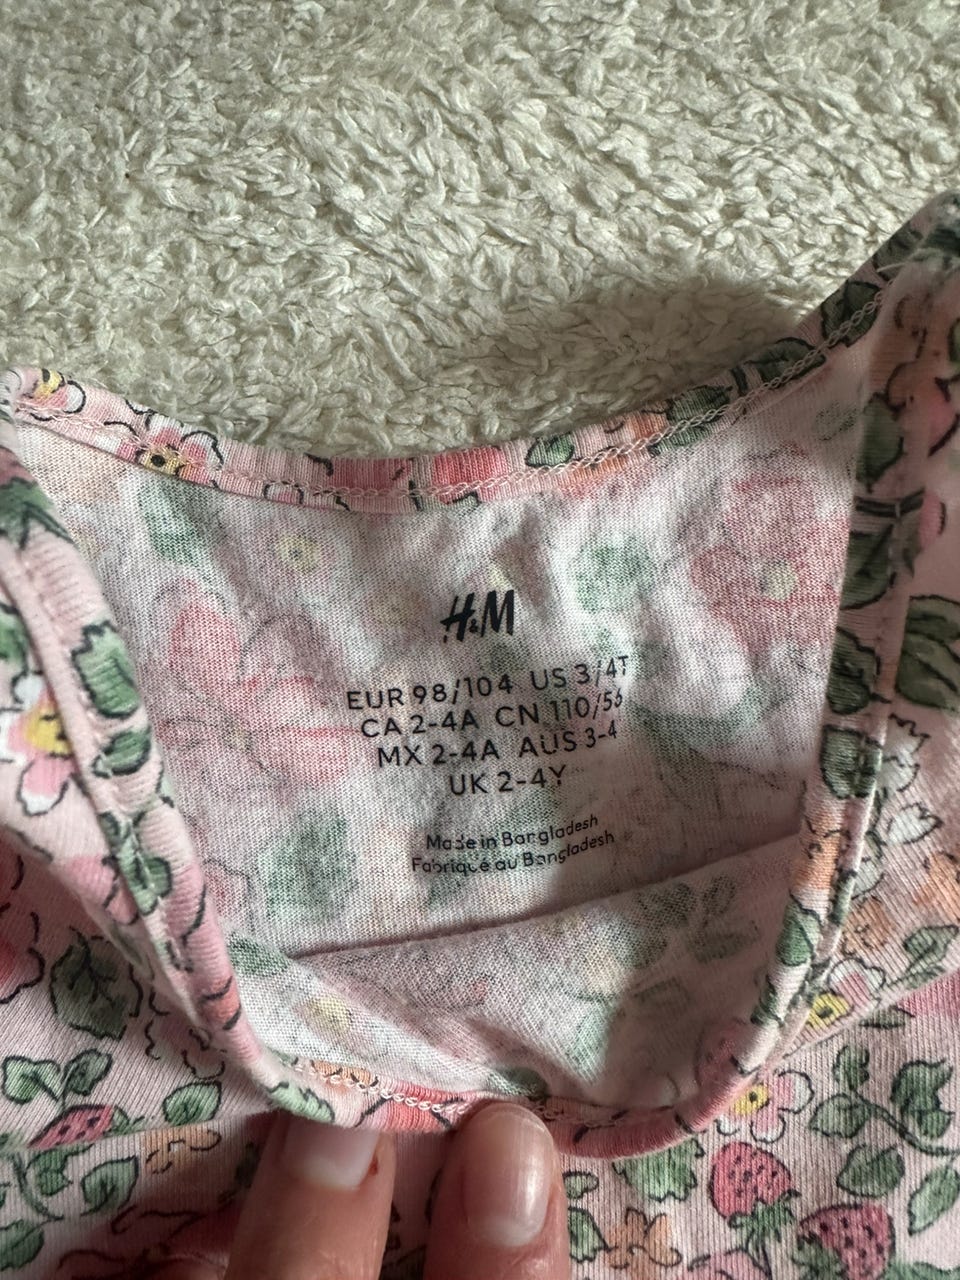 H&M
EUR 98/104 US 3/4T
CA 2-4A CN 110/56
MX 2-4A AUS 3-4
UK 2-4Y
Made in Bangladesh
Fabriqué au Bangladesh